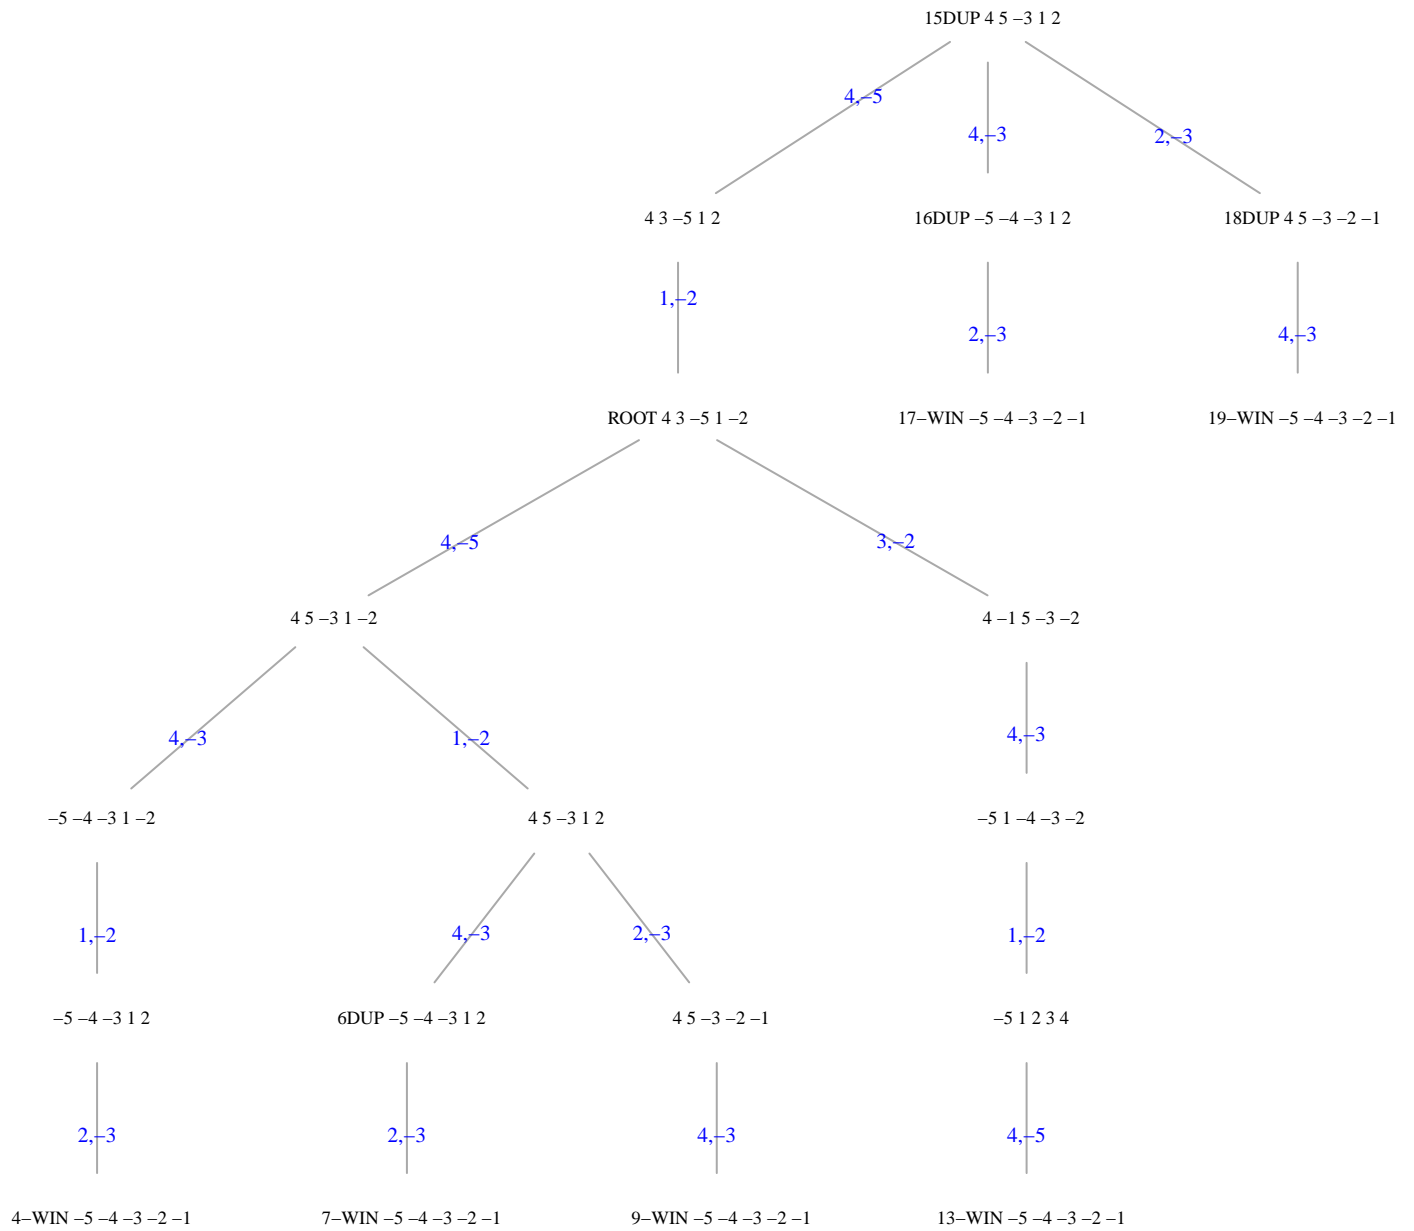 15DUP 4 5 –3 1 2
4,–5
4,–3
2,–3
4 3 –5 1 2
16DUP –5 –4 –3 1 2
18DUP 4 5 –3 –2 –1
1,–2
2,–3
4,–3
ROOT 4 3 –5 1 –2
17–WIN –5 –4 –3 –2 –1
19–WIN –5 –4 –3 –2 –1
4,–5
3,–2
4 5 –3 1 –2
4 –1 5 –3 –2
4,–3
1,–2
4,–3
–5 –4 –3 1 –2
4 5 –3 1 2
–5 1 –4 –3 –2
1,–2
4,–3
2,–3
1,–2
–5 –4 –3 1 2
6DUP –5 –4 –3 1 2
4 5 –3 –2 –1
–5 1 2 3 4
2,–3
2,–3
4,–3
4,–5
4–WIN –5 –4 –3 –2 –1
7–WIN –5 –4 –3 –2 –1
9–WIN –5 –4 –3 –2 –1
13–WIN –5 –4 –3 –2 –1